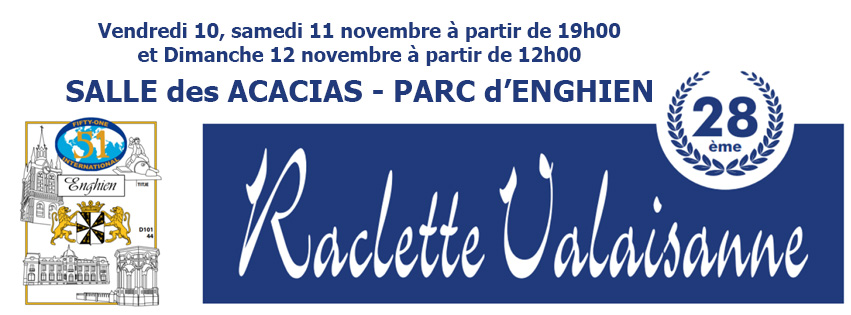 Vendredi 10, samedi 11 novembre à partir de 19h00
et Dimanche 12 novembre à partir de 12h00
SALLE des ACACIAS - PARC d’ENGHIEN
28
ème
FIFTY-ONE
51
INTERNATIONAL
Enghien
D101
44
Raclette Valaisanne